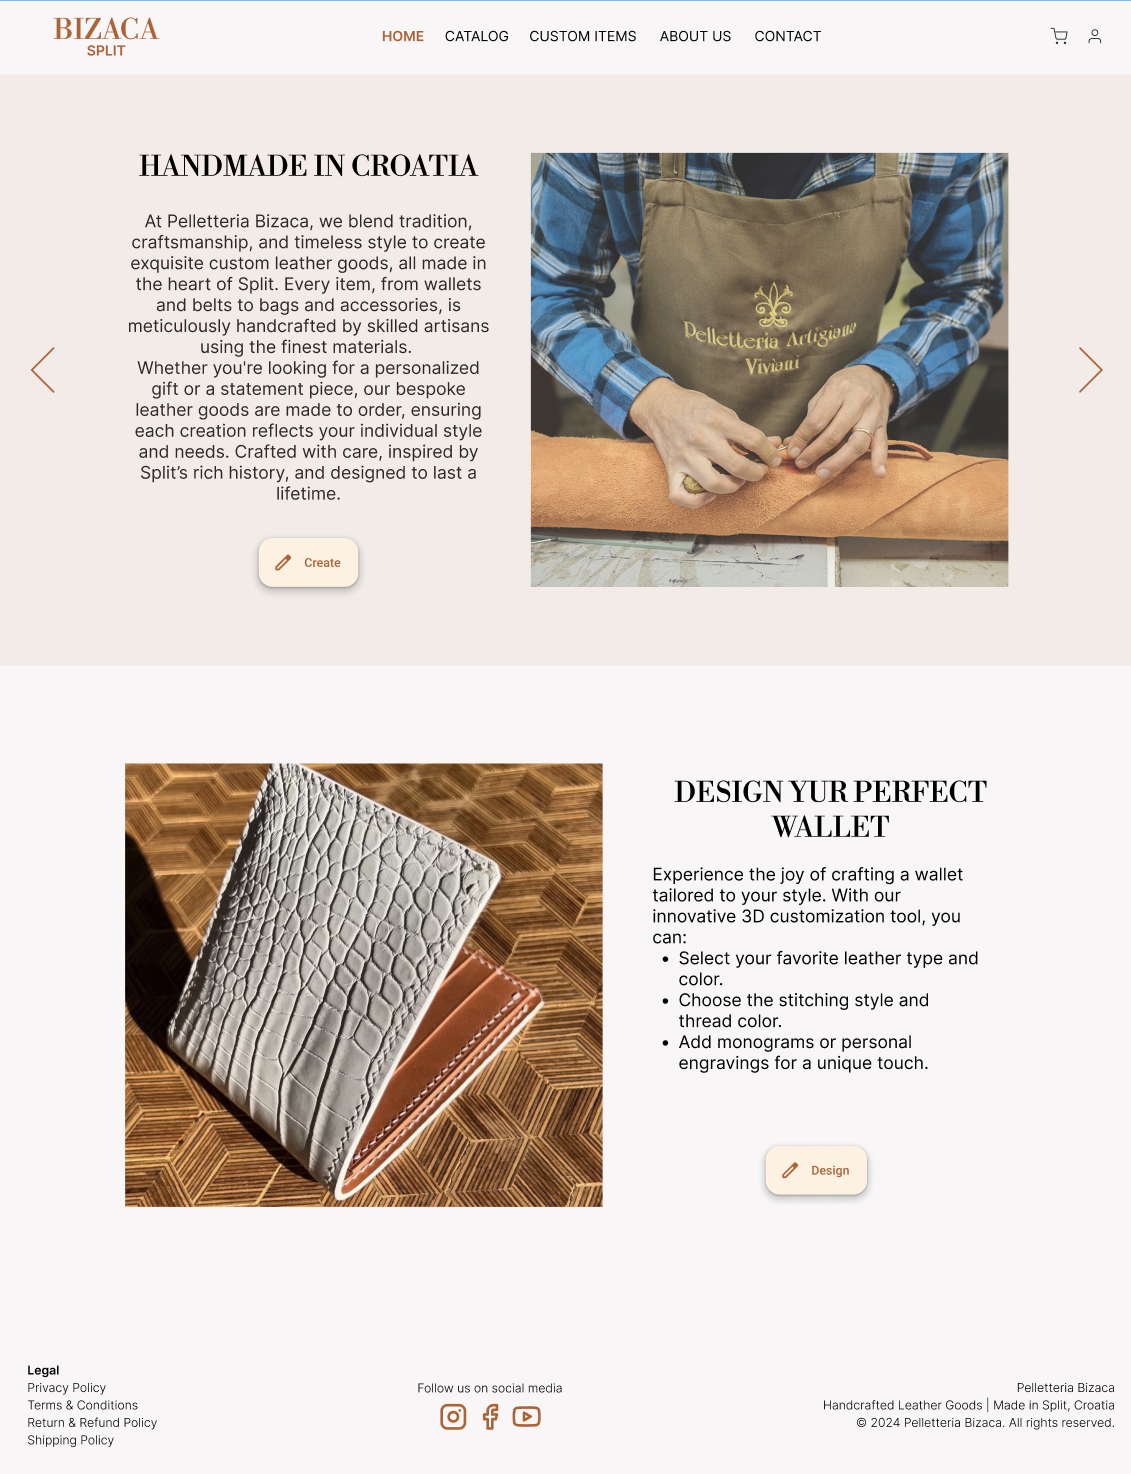 BIZACA
SPLIT
HOME
CATALOG
CUSTOM ITEMS
ABOUT US
CONTACT
HANDMADE IN CROATIA
At Pelletteria Bizaca, we blend tradition,
craftsmanship, and timeless style to create
exquisite custom leather goods, all made in
the heart of Split. Every item, from wallets
and belts to bags and accessories, is
meticulously handcrafted by skilled artisans
using the finest materials.
Whether you're looking for a personalized
gift or a statement piece, our bespoke
leather goods are made to order, ensuring
each creation reflects your individual style
and needs. Crafted with care, inspired by
Split’s rich history, and designed to last a
lifetime.
Create
Pelletteria Artigiana
Viviani
DESIGN YUR PERFECT
WALLET
Experience the joy of crafting a wallet
tailored to your style. With our
innovative 3D customization tool, you
can:
• Select your favorite leather type and
color.
• Choose the stitching style and
thread color.
• Add monograms or personal
engravings for a unique touch.
Design
Legal
Privacy Policy
Terms & Conditions
Return & Refund Policy
Shipping Policy
Follow us on social media
Pelletteria Bizaca
Handcrafted Leather Goods | Made in Split, Croatia
© 2024 Pelletteria Bizaca. All rights reserved.